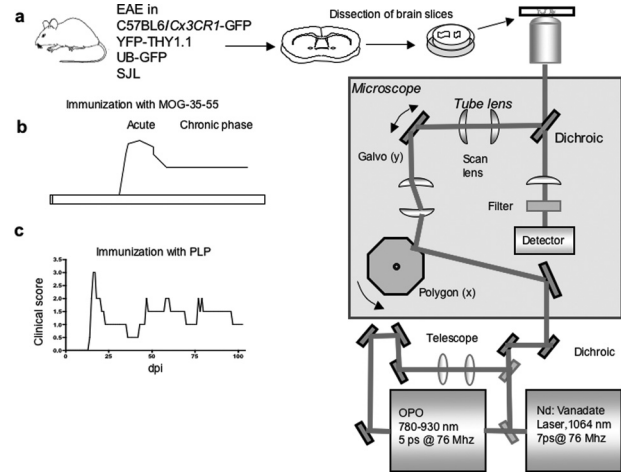 a
EAE in
C57BL6/Cx3CR1-GFP
YFP-THY1.1
UB-GFP
SJL
Dissection of brain slices
b
Immunization with MOG-35-55
Acute
Chronic phase
c
Immunization with PLP
Clinical score
3.5
3.0
2.5
2.0
1.5
1.0
0.5
0.0
0
25
50
75
100
dpi
Microscope
Tube lens
Dichroic
Galvo (y)
Scan
lens
Filter
Detector
Polygon (x)
Telescope
Dichroic
OPO
780-930 nm
5 ps@ 76 Mhz
Nd: Vanadate
Laser,1064 nm
7ps@ 76 Mhz